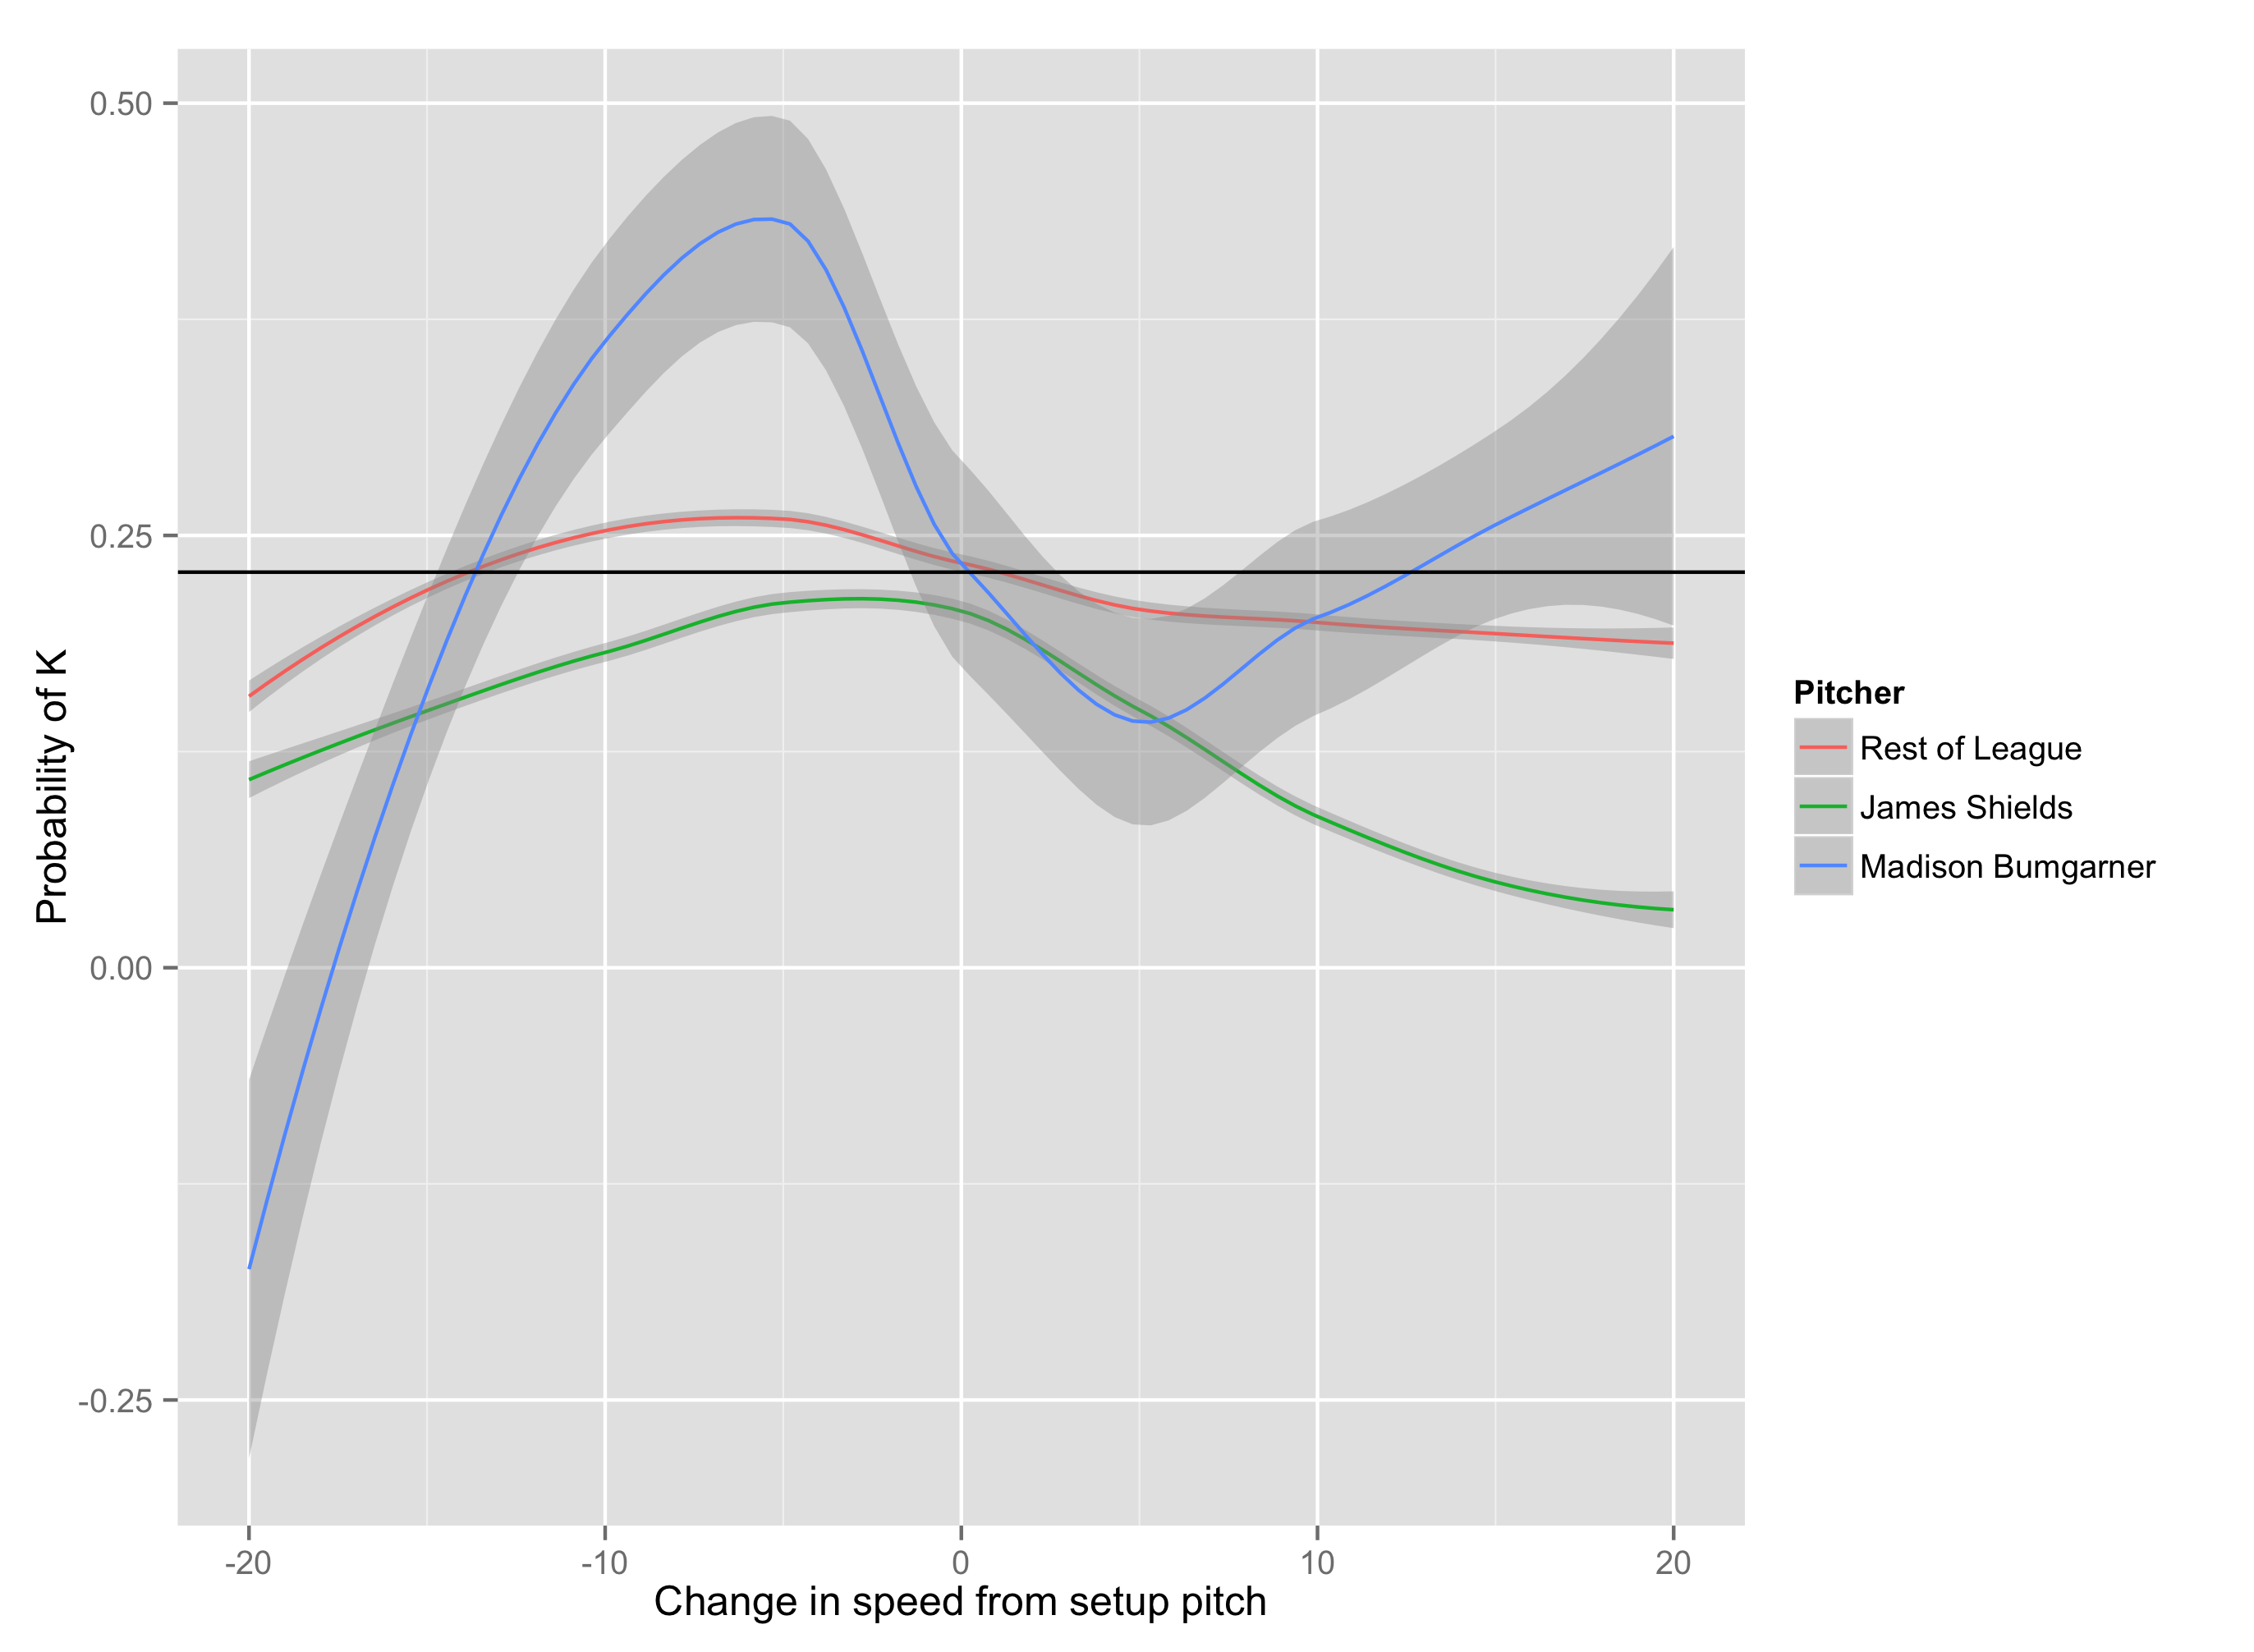 0.50
0.25
0.00
-0.25
Probability of K
-20
-10
0
10
20
Change in speed from setup pitch
Pitcher
Rest of League
James Shields
Madison Bumgarner